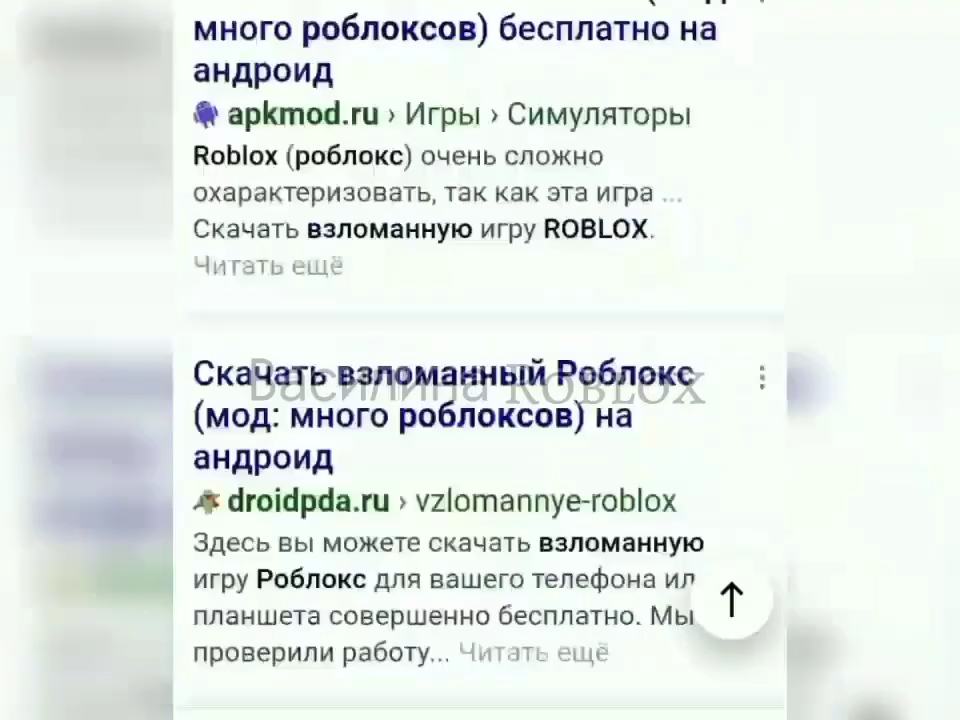 много роблоксов) бесплатно на
андроид
apkmod.ru › Игры › Симуляторы
Roblox (роблокс) очень сложно
охарактеризовать, так как эта игра ...
Скачать взломанную игру ROBLOX.
Читать ещё
Скачать взломанный Роблокс
Василина Roblox
(мод: много роблоксов) на
андроид
droidpda.ru › vzlomannye-roblox
Здесь вы можете скачать взломанную
игру Роблокс для вашего телефона ил
планшета совершенно бесплатно. Мы
проверили работу... Читать ещё